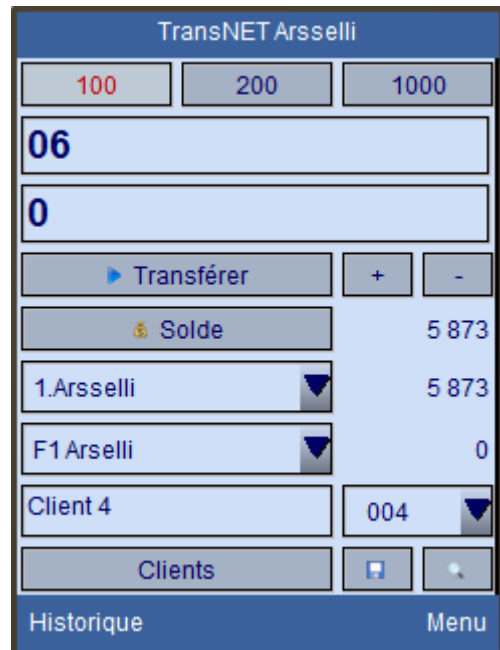 TransNET Arsselli
100 200 1000
06
0
Transférer + -
Solde 5 873
1.Arsselli 5 873
F1 Arselli 0
Client 4 004
Clients
Historique Menu